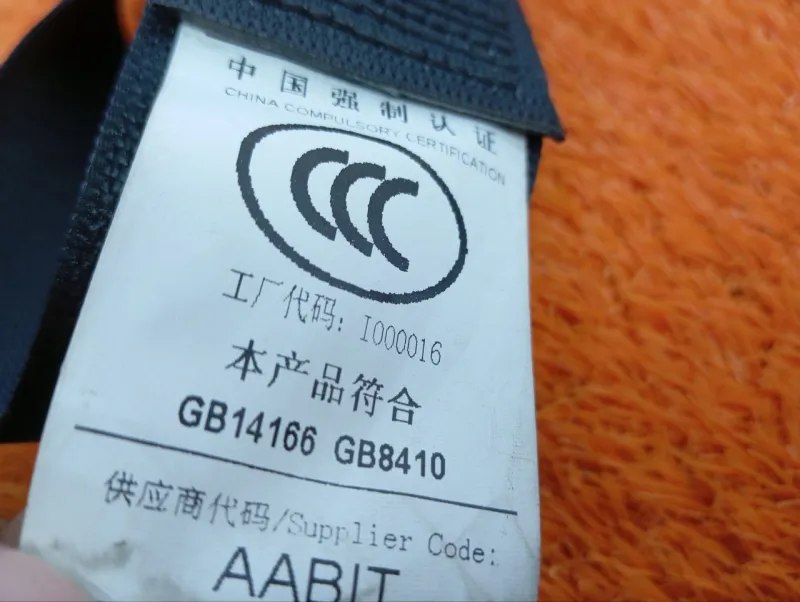 中国强制认证
CHINA COMPULSORY CERTIFICATION
CCC
工厂代码: I000016
本产品符合
GB14166 GB8410
供应商代码/Supplier Code:
AABIT